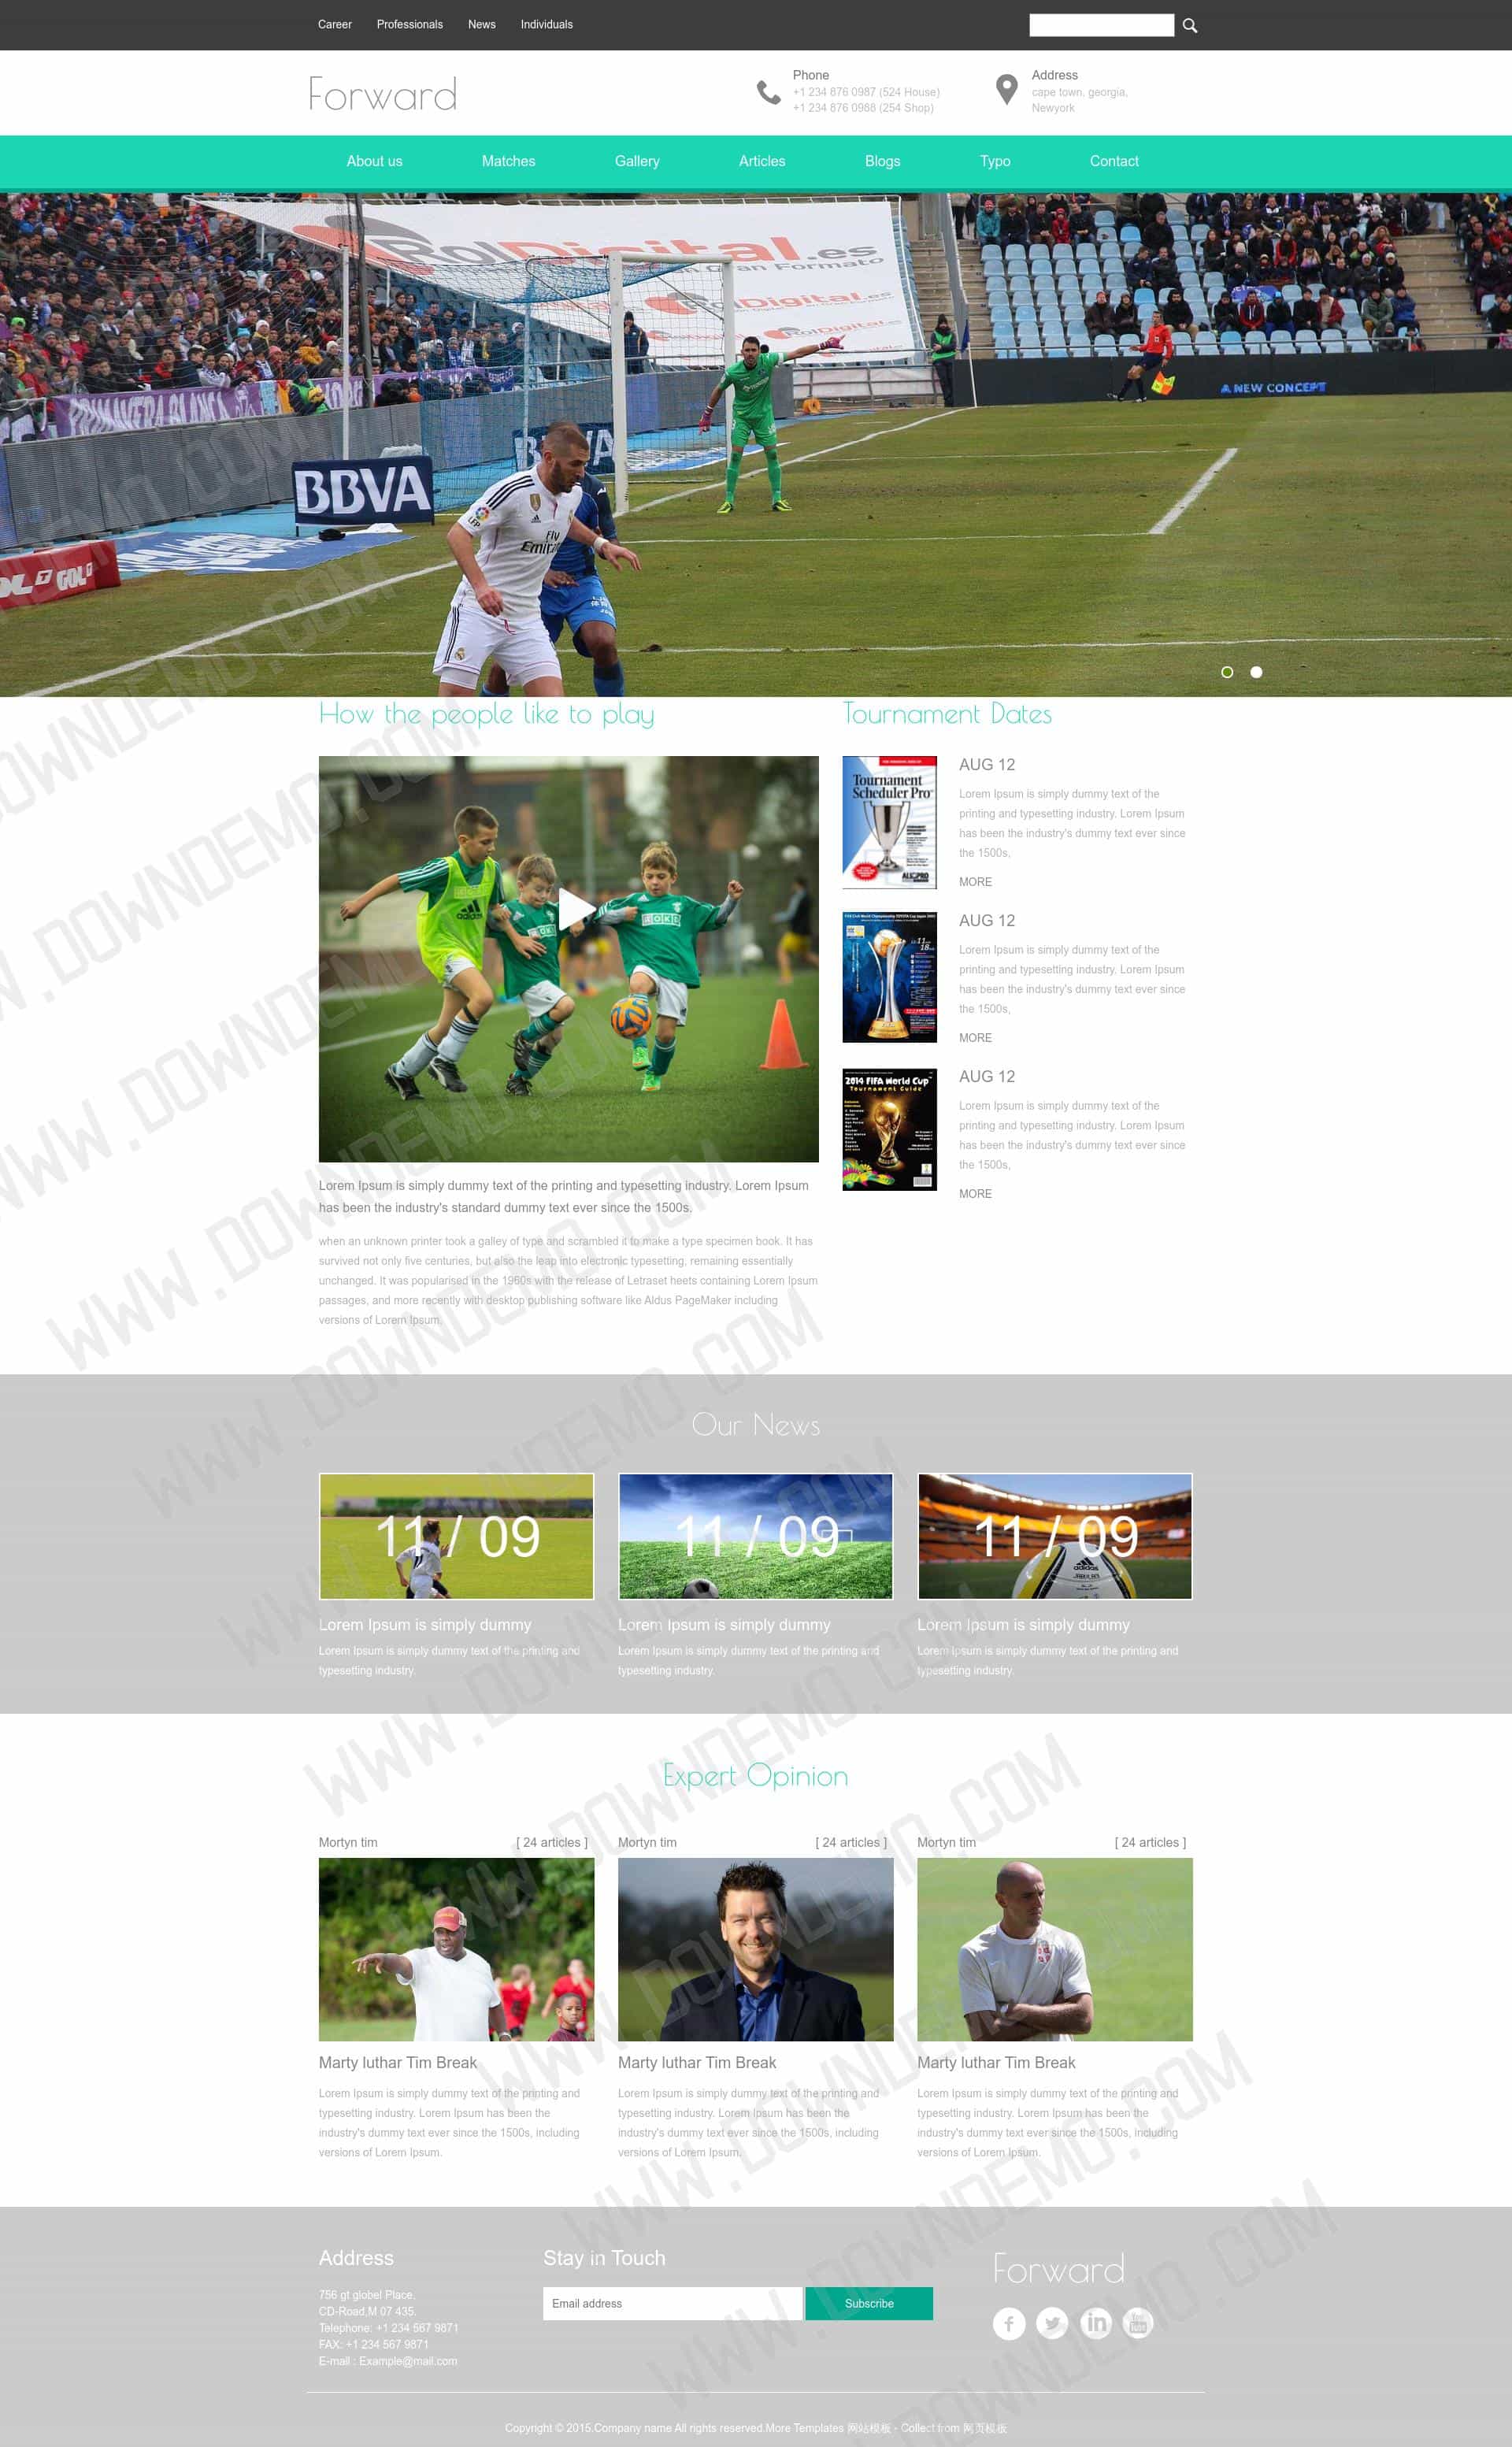 Career Professionals News Individuals
Forward
Phone
+1 234 876 0987 (524 House)
+1 234 876 0988 (254 Shop)
Address
cape town, georgia,
Newyork
About us Matches Gallery Articles Blogs Typo Contact
RolDigital.es
Gran Formato
RolDigital.es
RolDigital.es
PRIMAVERA BLANCA
A NEW CONCEPT
BBVA
BBVA
Fly
Emirates
LFP
GOL
How the people like to play
adidas
Lorem Ipsum is simply dummy text of the printing and typesetting industry. Lorem Ipsum
has been the industry's standard dummy text ever since the 1500s.
when an unknown printer took a galley of type and scrambled it to make a type specimen book. It has
survived not only five centuries, but also the leap into electronic typesetting, remaining essentially
unchanged. It was popularised in the 1960s with the release of Letraset heets containing Lorem Ipsum
passages, and more recently with desktop publishing software like Aldus PageMaker including
versions of Lorem Ipsum.
Tournament Dates
Tournament
Scheduler Pro
AUG 12
Lorem Ipsum is simply dummy text of the
printing and typesetting industry. Lorem Ipsum
has been the industry's dummy text ever since
the 1500s,
MORE
AUG 12
Lorem Ipsum is simply dummy text of the
printing and typesetting industry. Lorem Ipsum
has been the industry's dummy text ever since
the 1500s,
MORE
2014 FIFA World Cup
Tournament Guide
AUG 12
Lorem Ipsum is simply dummy text of the
printing and typesetting industry. Lorem Ipsum
has been the industry's dummy text ever since
the 1500s,
MORE
Our News
11 / 09 11 / 09 11 / 09
adidas
JABULANI
Lorem Ipsum is simply dummy
Lorem Ipsum is simply dummy text of the printing and
typesetting industry.
Lorem Ipsum is simply dummy
Lorem Ipsum is simply dummy text of the printing and
typesetting industry.
Lorem Ipsum is simply dummy
Lorem Ipsum is simply dummy text of the printing and
typesetting industry.
Expert Opinion
Mortyn tim [ 24 articles ]
Marty luthar Tim Break
Lorem Ipsum is simply dummy text of the printing and
typesetting industry. Lorem Ipsum has been the
industry's dummy text ever since the 1500s, including
versions of Lorem Ipsum.
Mortyn tim [ 24 articles ]
Marty luthar Tim Break
Lorem Ipsum is simply dummy text of the printing and
typesetting industry. Lorem Ipsum has been the
industry's dummy text ever since the 1500s, including
versions of Lorem Ipsum.
Mortyn tim [ 24 articles ]
Marty luthar Tim Break
Lorem Ipsum is simply dummy text of the printing and
typesetting industry. Lorem Ipsum has been the
industry's dummy text ever since the 1500s, including
versions of Lorem Ipsum.
Address
756 gt globel Place.
CD-Road,M 07 435.
Telephone: +1 234 567 9871
FAX: +1 234 567 9871
E-mail : Example@mail.com
Stay in Touch
Email address Subscribe
Forward
Copyright © 2015.Company name All rights reserved.More Templates 网站模板 - Collect from 网页模板
WWW.DOWNDEMO.COM